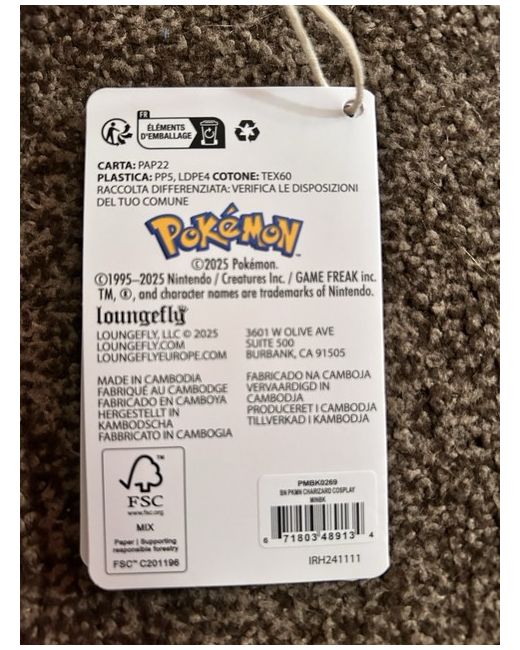 FR
ÉLÉMENTS
D'EMBALLAGE
CARTA: PAP22
PLASTICA: PP5, LDPE4 COTONE: TEX60
RACCOLTA DIFFERENZIATA: VERIFICA LE DISPOSIZIONI
DEL TUO COMUNE
POKéMON
©2025 Pokémon.
©1995–2025 Nintendo / Creatures Inc. / GAME FREAK inc.
TM, ®, and character names are trademarks of Nintendo.
loungefly
LOUNGEFLY, LLC © 2025
LOUNGEFLY.COM
LOUNGEFLYEUROPE.COM
3601 W OLIVE AVE
SUITE 500
BURBANK, CA 91505
MADE IN CAMBODIA
FABRIQUÉ AU CAMBODGE
FABRICADO EN CAMBOYA
HERGESTELLT IN
KAMBODSCHA
FABBRICATO IN CAMBOGIA
FABRICADO NA CAMBOJA
VERVAARDIGD IN
CAMBODJA
PRODUCERET I CAMBODJA
TILLVERKAD I KAMBODJA
FSC
www.fsc.org
MIX
Paper | Supporting
responsible forestry
FSC™ C201196
PMBK0269
BN PKMN CHARIZARD COSPLAY
MINIBK
6 71803 48913 4
IRH241111